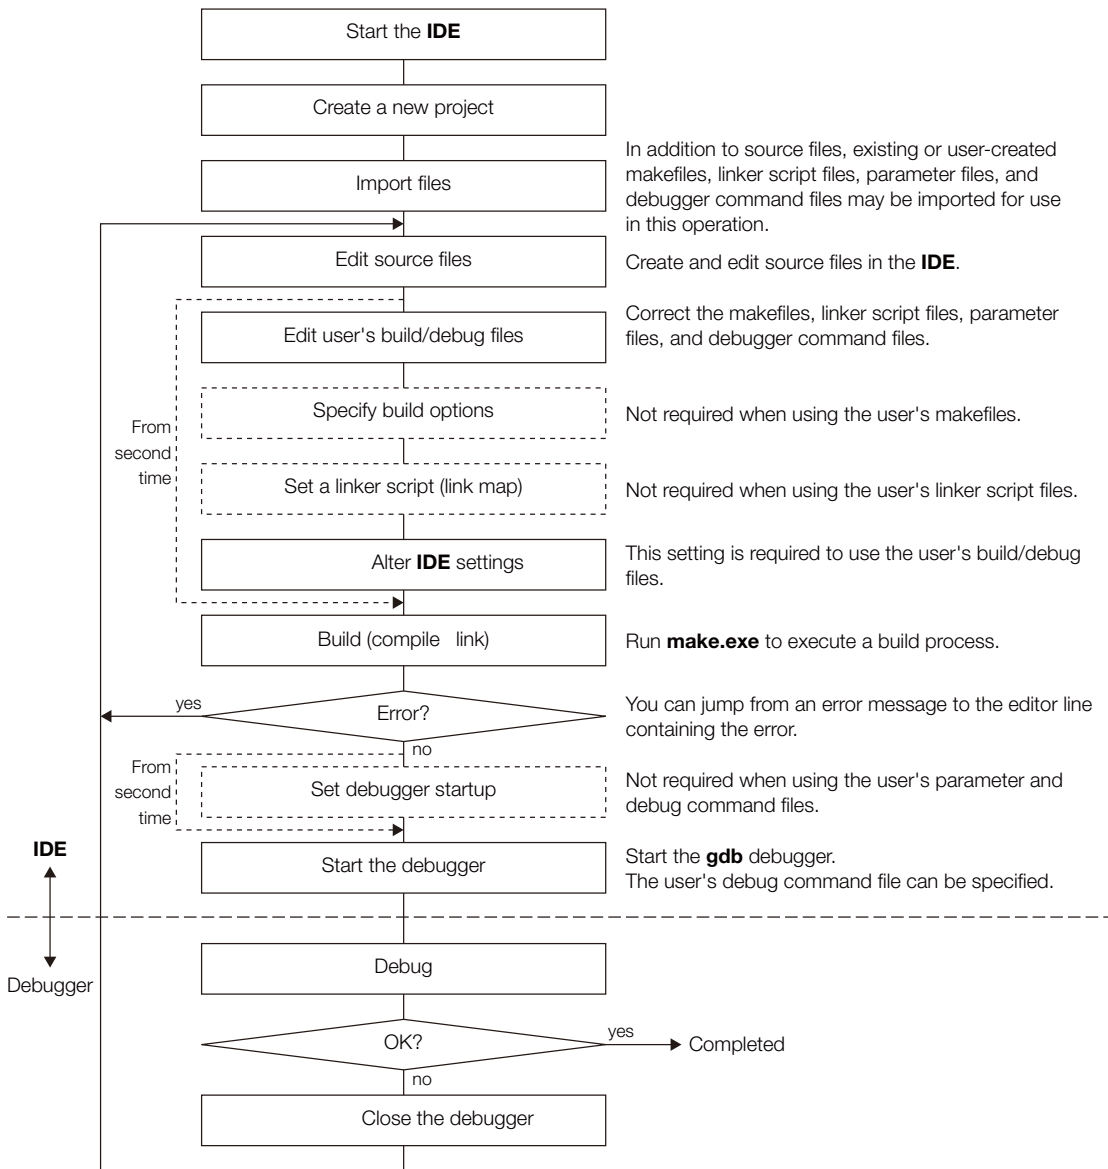 Start the IDE
Create a new project
Import files
In addition to source files, existing or user-created
makefiles, linker script files, parameter files, and
debugger command files may be imported for use
in this operation.
Edit source files
Create and edit source files in the IDE.
Edit user's build/debug files
Correct the makefiles, linker script files, parameter
files, and debugger command files.
From
second
time
Specify build options
Not required when using the user's makefiles.
Set a linker script (link map)
Not required when using the user's linker script files.
Alter IDE settings
This setting is required to use the user's build/debug
files.
Build (compile link)
Run make.exe to execute a build process.
yes
Error?
You can jump from an error message to the editor line
containing the error.
no
From
second
time
Set debugger startup
Not required when using the user's parameter and
debug command files.
IDE
Start the debugger
Start the gdb debugger.
The user's debug command file can be specified.
Debugger
Debug
OK?
yes
Completed
no
Close the debugger